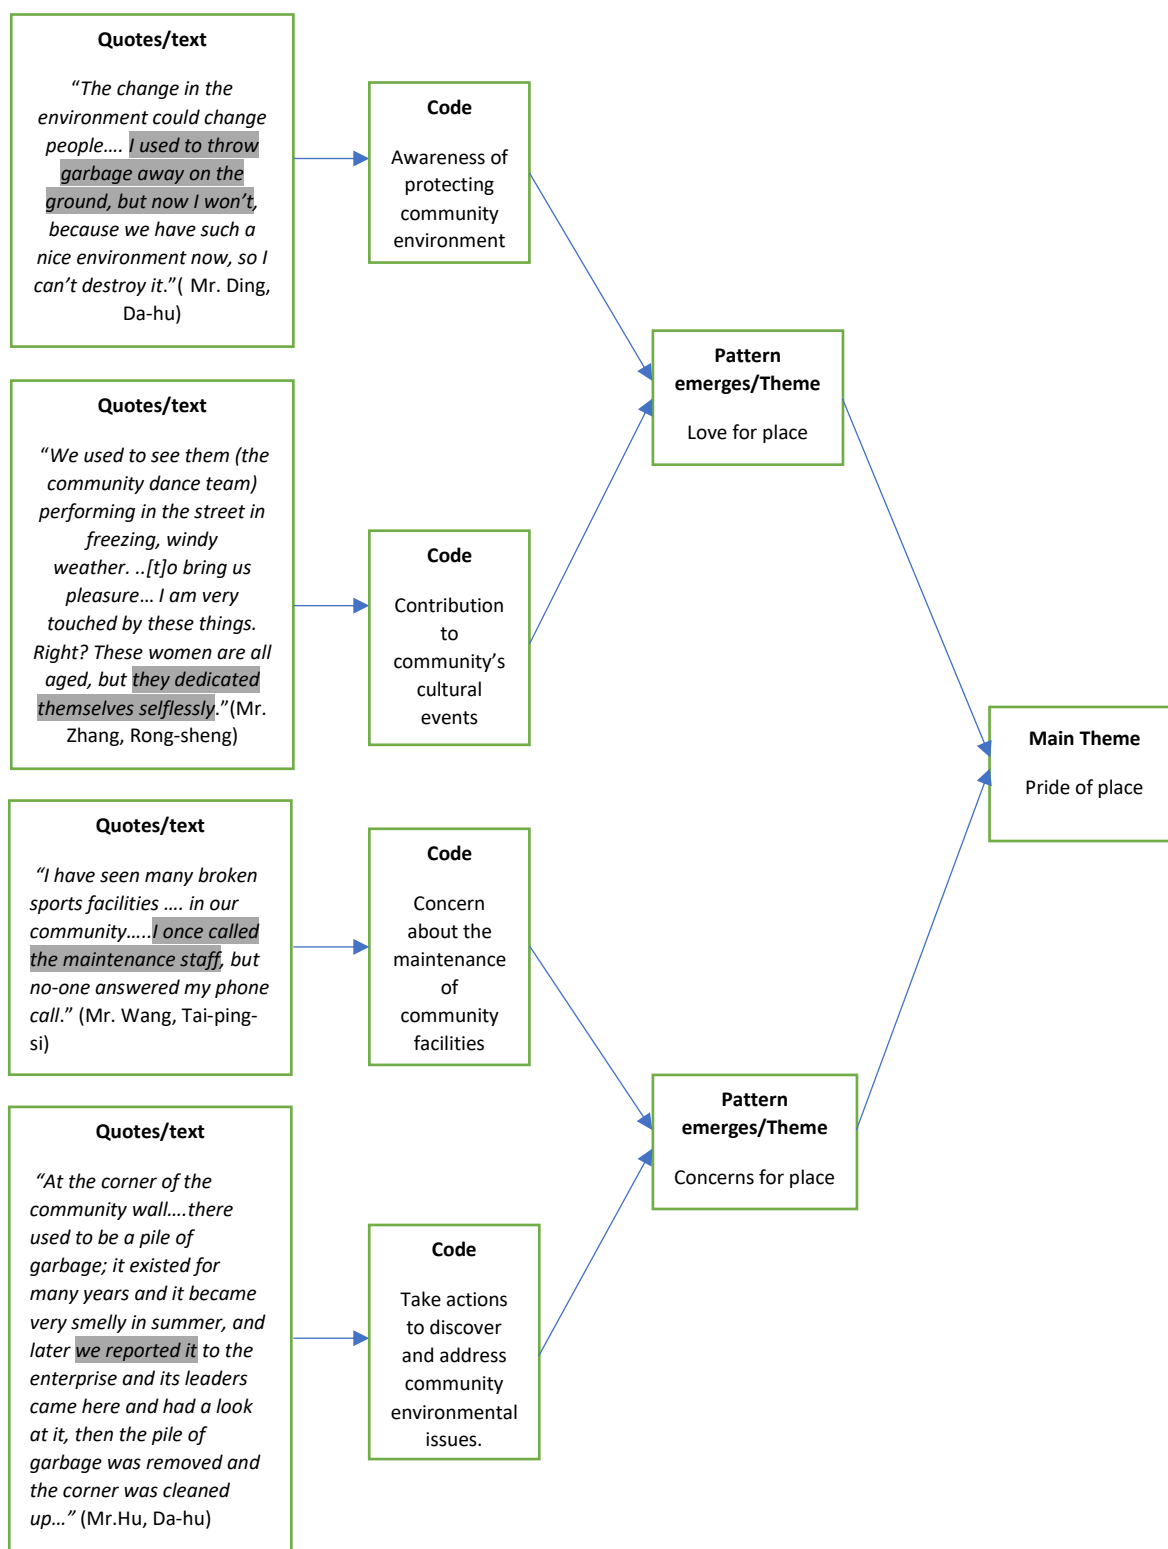 Quotes/text
“The change in the
environment could change
people…. I used to throw
garbage away on the
ground, but now I won’t,
because we have such a
nice environment now, so I
can’t destroy it.”( Mr. Ding,
Da-hu)
Code
Awareness of
protecting
community
environment
Quotes/text
“We used to see them (the
community dance team)
performing in the street in
freezing, windy
weather. ..[t]o bring us
pleasure… I am very
touched by these things.
Right? These women are all
aged, but they dedicated
themselves selflessly.”(Mr.
Zhang, Rong-sheng)
Code
Contribution
to
community’s
cultural
events
Pattern
emerges/Theme
Love for place
Quotes/text
“I have seen many broken
sports facilities …. in our
community…..I once called
the maintenance staff, but
no-one answered my phone
call.” (Mr. Wang, Tai-ping-
si)
Code
Concern
about the
maintenance
of
community
facilities
Quotes/text
“At the corner of the
community wall….there
used to be a pile of
garbage; it existed for
many years and it became
very smelly in summer, and
later we reported it to the
enterprise and its leaders
came here and had a look
at it, then the pile of
garbage was removed and
the corner was cleaned
up…” (Mr.Hu, Da-hu)
Code
Take actions
to discover
and address
community
environmental
issues.
Pattern
emerges/Theme
Concerns for place
Main Theme
Pride of place